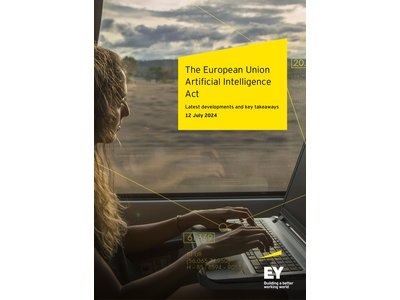 The European Union
Artificial Intelligence
Act
Latest developments and key takeaways
12 July 2024
EY
Building a better
working world